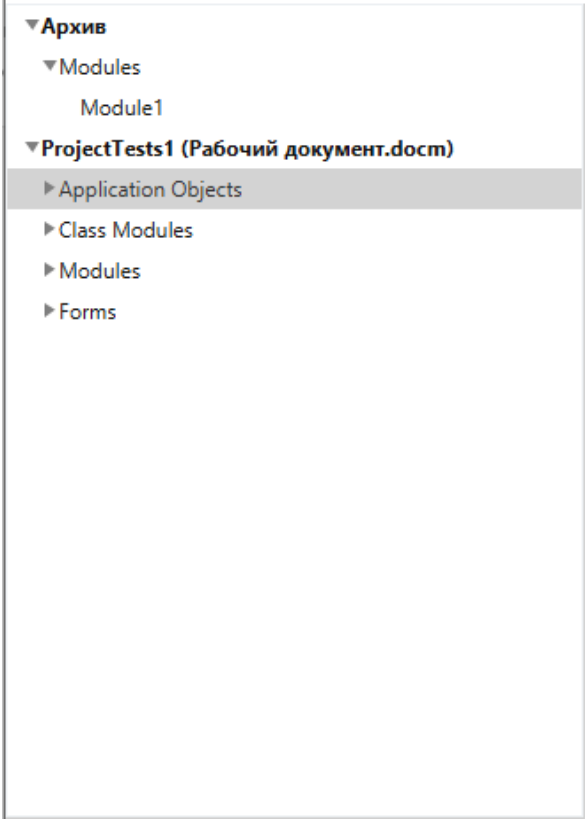 Архив
Modules
Module1
ProjectTests1 (Рабочий документ.docm)
Application Objects
Class Modules
Modules
Forms